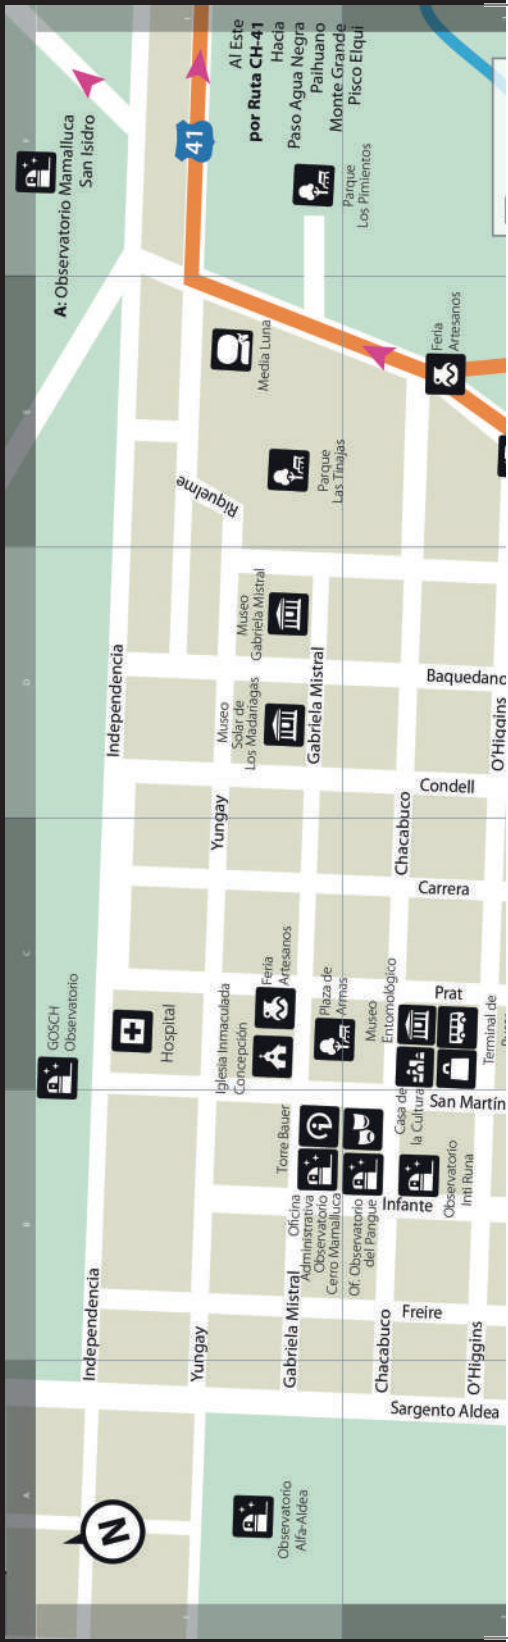 A: Observatorio Mamalluca
San Isidro
41
Al Este
por Ruta CH-41
Hacia
Paso Agua Negra
Paihuano
Monte Grande
Pisco Elqui
Parque
Los Pimientos
Media Luna
Feria
Artesanos
Parque
Las Tinajas
Riquelme
Museo
Gabriela Mistral
Independencia
Museo
Solar de
Los Madariagas
Gabriela Mistral
Baquedano
O'Higgins
Condell
Yungay
Chacabuco
Carrera
GOSCH
Observatorio
Hospital
Iglesia Inmaculada
Concepción
Feria
Artesanos
Plaza de
Armas
Museo
Entomológico
Prat
Terminal de
Casa de
la Cultura
San Martín
Torre Bauer
Oficina
Administrativa
Observatorio
Cerro Mamalluca
Of. Observatorio
del Pangue
Infante
Observatorio
Inti Runa
Independencia
Yungay
Gabriela Mistral
Chacabuco
Freire
O'Higgins
Sargento Aldea
Observatorio
Alfa-Aldea
N
A
B
C
D
E
F